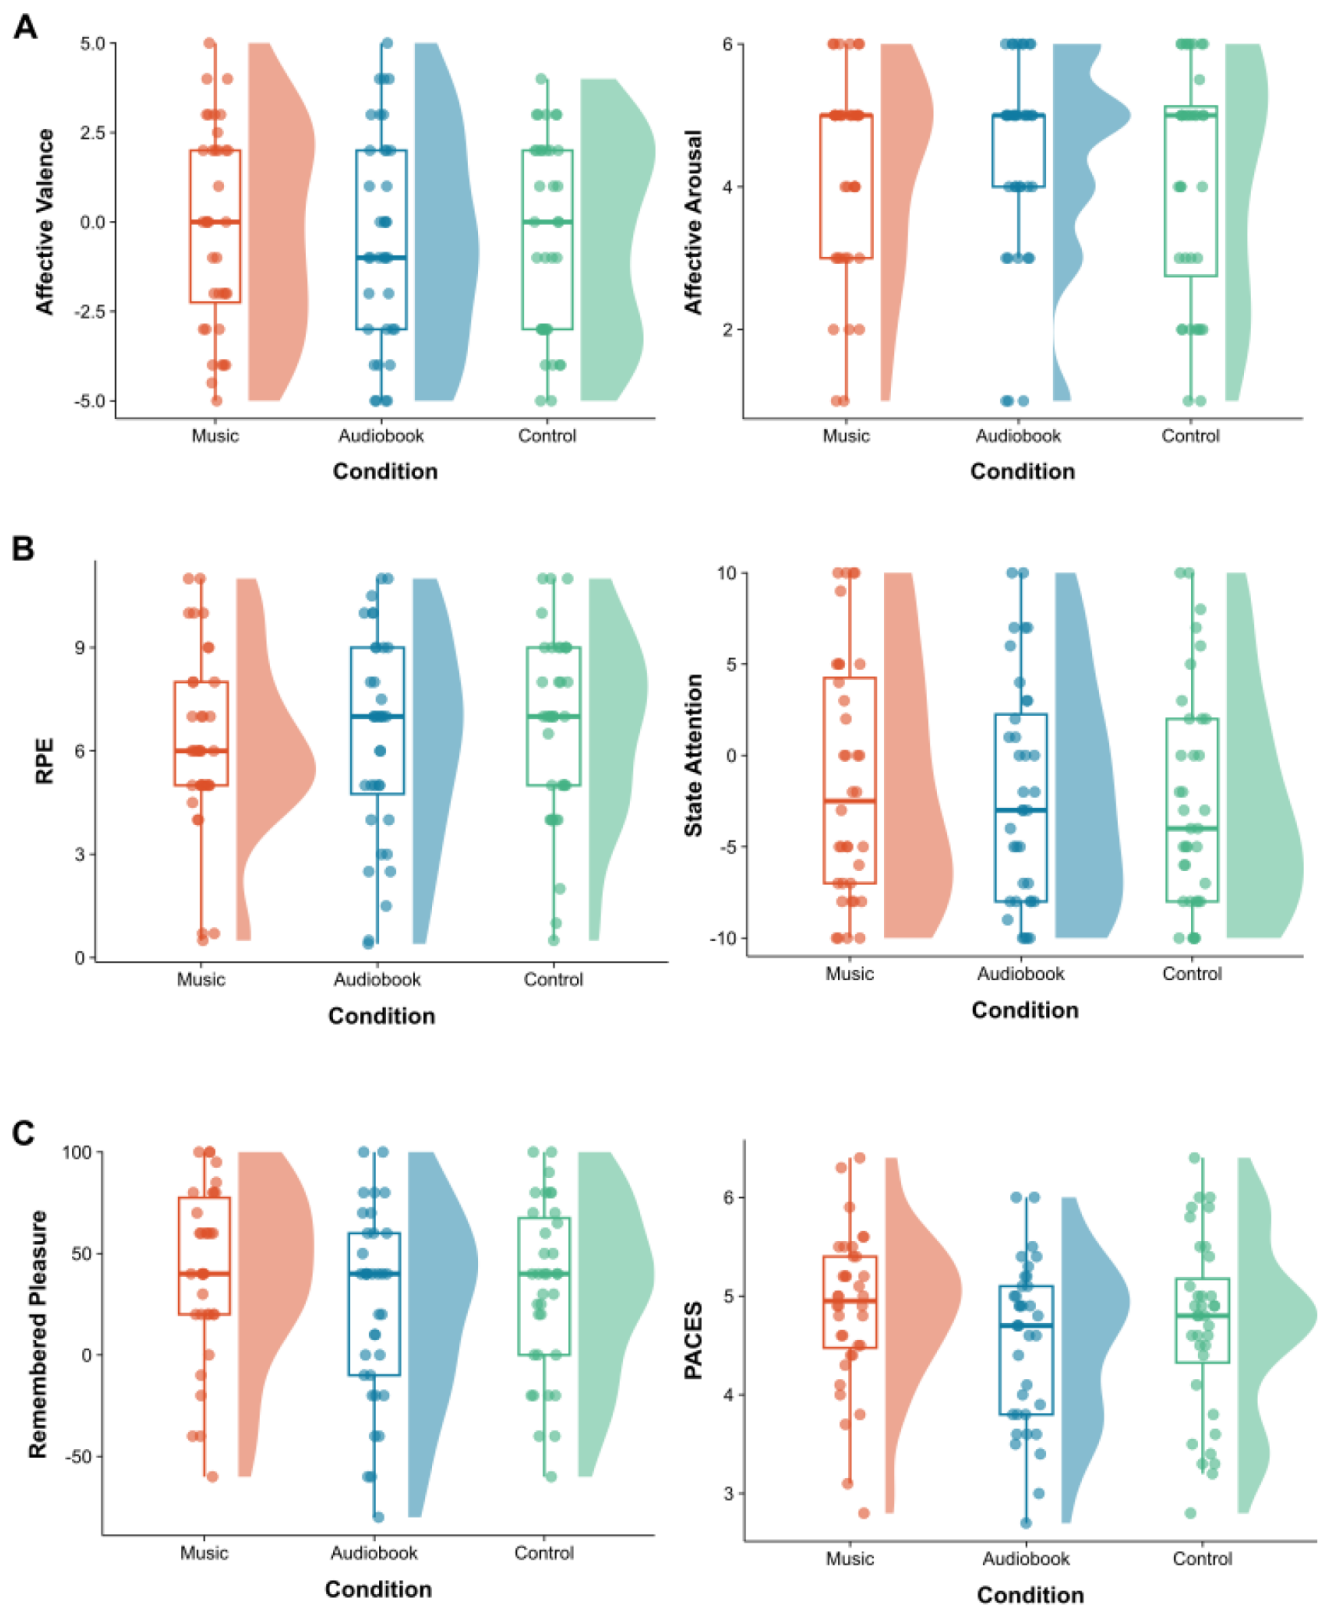 A
Affective Valence
5.0
2.5
0.0
-2.5
-5.0
Music Audiobook Control
Condition
Affective Arousal
6
4
2
Music Audiobook Control
Condition
B
RPE
9
6
3
0
Music Audiobook Control
Condition
State Attention
10
5
0
-5
-10
Music Audiobook Control
Condition
C
Remembered Pleasure
100
50
0
-50
Music Audiobook Control
Condition
PACES
6
5
4
3
Music Audiobook Control
Condition